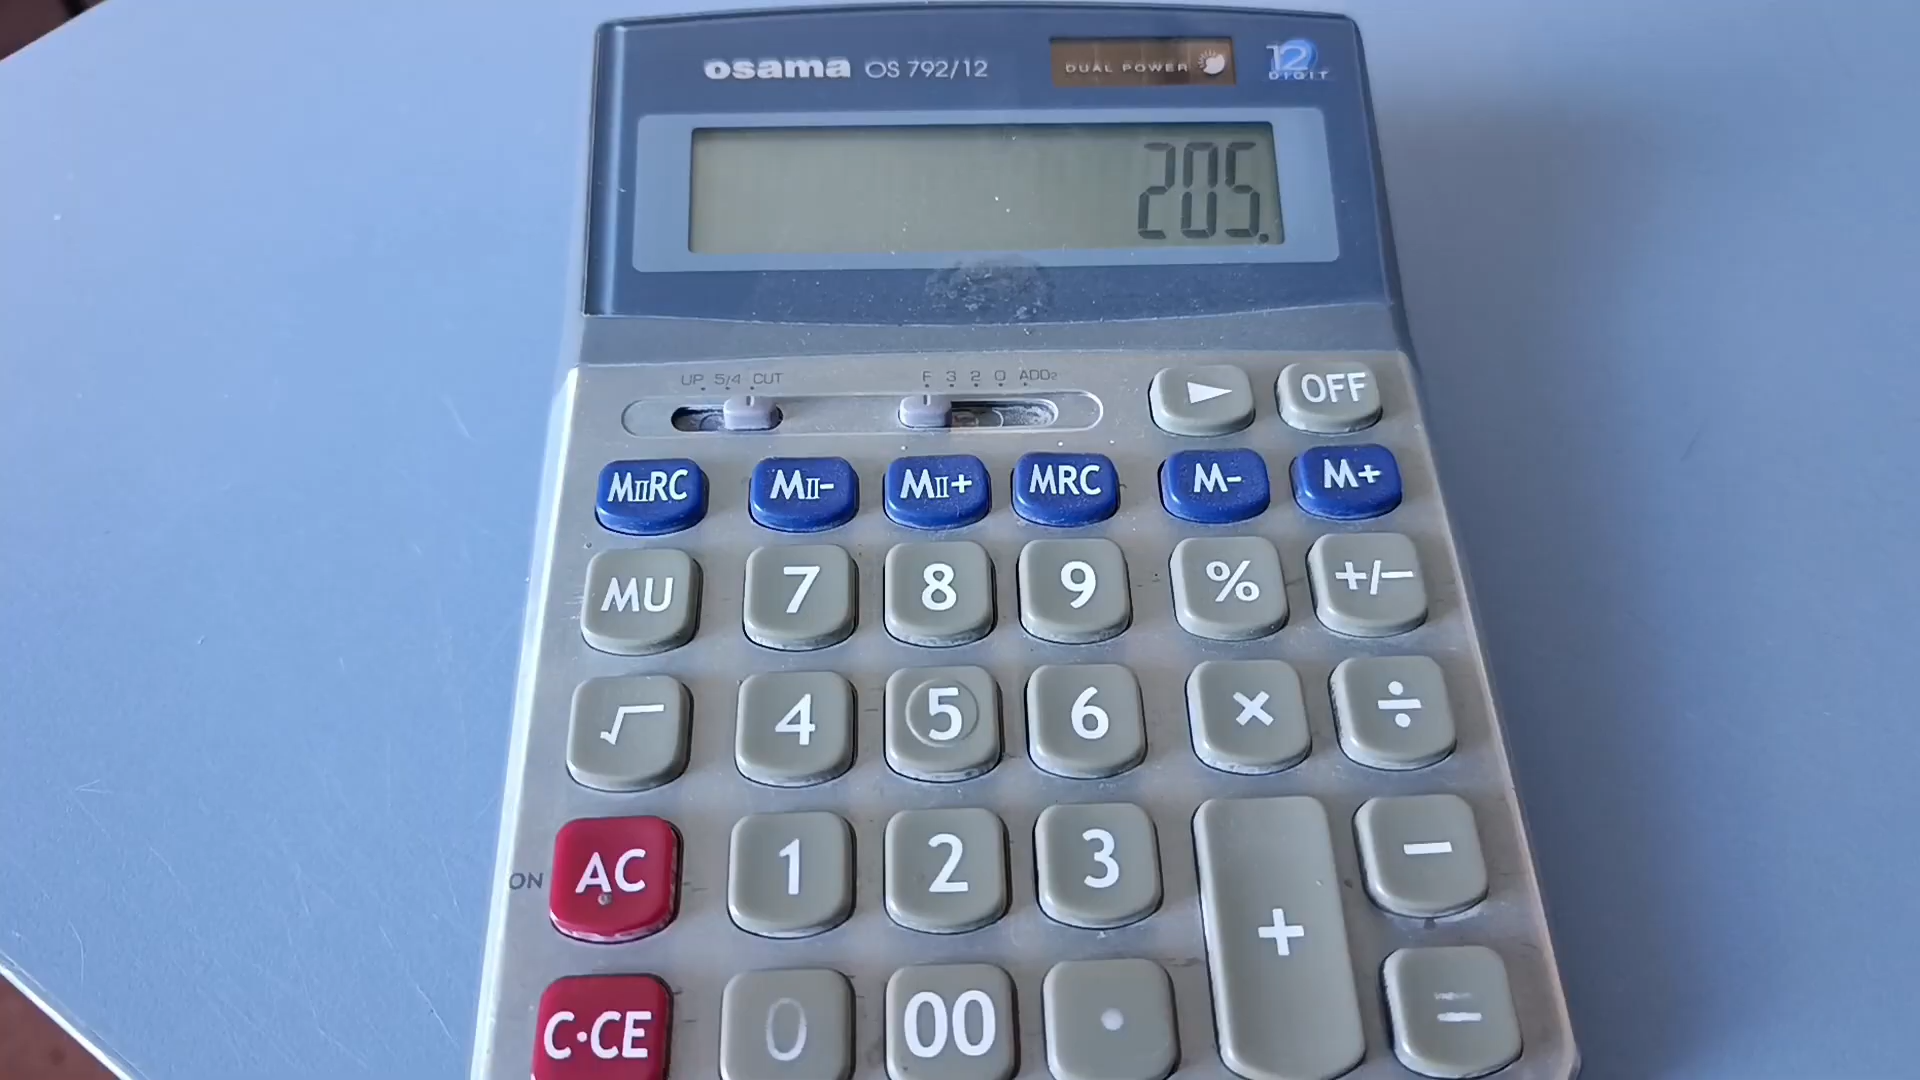 osama OS 792/12 DUAL POWER 12 DIGIT
205.
UP 5/4 CUT F 3 2 0 ADD2
► OFF
MIIRC MII- MII+ MRC M- M+
MU 7 8 9 % +/−
√ 4 5 6 × ÷
ON AC 1 2 3 + −
C·CE 0 00 . =